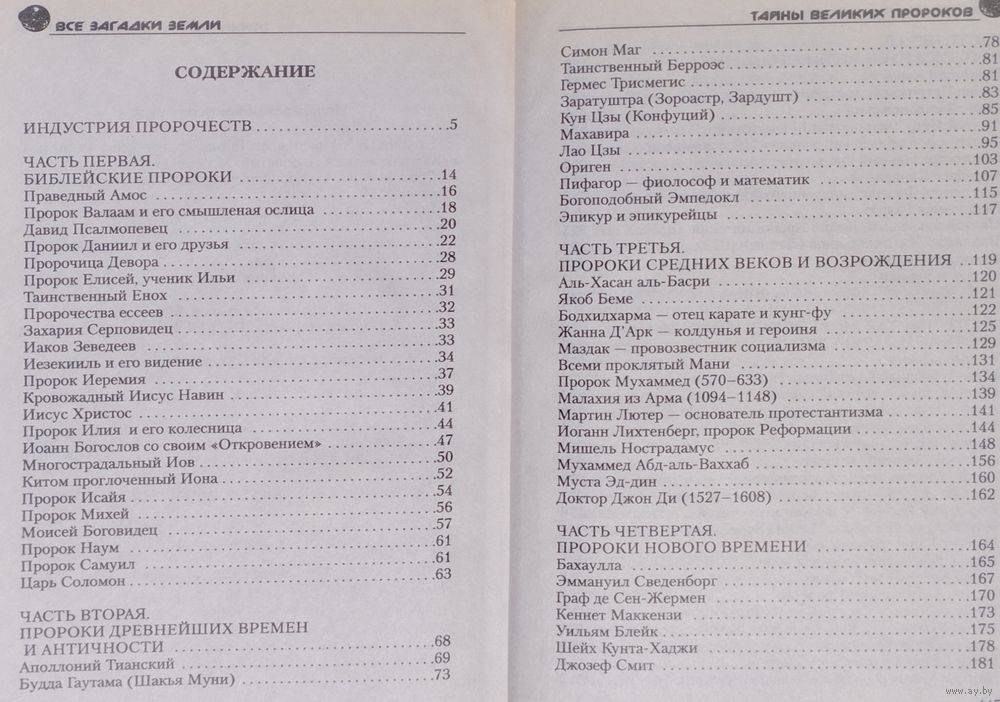 ВСЕ ЗАГАДКИ ЗЕМЛИ
СОДЕРЖАНИЕ
ИНДУСТРИЯ ПРОРОЧЕСТВ.............................5
ЧАСТЬ ПЕРВАЯ.
БИБЛЕЙСКИЕ ПРОРОКИ.............................14
Праведный Амос.............................16
Пророк Валаам и его смышленая ослица.............................18
Давид Псалмопевец.............................20
Пророк Даниил и его друзья.............................22
Пророчица Девора.............................28
Пророк Елисей, ученик Ильи.............................29
Таинственный Енох.............................31
Пророчества ессеев.............................32
Захария Серповидец.............................33
Иаков Зеведеев.............................33
Иезекииль и его видение.............................34
Пророк Иеремия.............................37
Кровожадный Иисус Навин.............................39
Иисус Христос.............................41
Пророк Илия и его колесница.............................44
Иоанн Богослов со своим «Откровением».............................47
Многострадальный Иов.............................50
Китом проглоченный Иона.............................52
Пророк Исайя.............................54
Пророк Михей.............................56
Моисей Боговидец.............................57
Пророк Наум.............................61
Пророк Самуил.............................61
Царь Соломон.............................63
ЧАСТЬ ВТОРАЯ.
ПРОРОКИ ДРЕВНЕЙШИХ ВРЕМЕН
И АНТИЧНОСТИ.............................68
Аполлоний Тианский.............................69
Будда Гаутама (Шакья Муни).............................73
ТАЙНЫ ВЕЛИКИХ ПРОРОКОВ
Симон Маг.............................78
Таинственный Берроэс.............................81
Гермес Трисмегис.............................81
Заратуштра (Зороастр, Зардушт).............................83
Кун Цзы (Конфуций).............................85
Махавира.............................91
Лао Цзы.............................95
Ориген.............................103
Пифагор — фиолософ и математик.............................107
Богоподобный Эмпедокл.............................115
Эпикур и эпикурейцы.............................117
ЧАСТЬ ТРЕТЬЯ.
ПРОРОКИ СРЕДНИХ ВЕКОВ И ВОЗРОЖДЕНИЯ...119
Аль-Хасан аль-Басри.............................120
Якоб Беме.............................121
Бодхидхарма — отец карате и кунг-фу.............................122
Жанна Д'Арк — колдунья и героиня.............................125
Маздак — провозвестник социализма.............................129
Всеми проклятый Мани.............................131
Пророк Мухаммед (570–633).............................134
Малахия из Арма (1094–1148).............................139
Мартин Лютер — основатель протестантизма.............................141
Иоганн Лихтенберг, пророк Реформации.............................144
Мишель Нострадамус.............................148
Мухаммед Абд-аль-Ваххаб.............................156
Муста Эд-дин.............................160
Доктор Джон Ди (1527–1608).............................162
ЧАСТЬ ЧЕТВЕРТАЯ.
ПРОРОКИ НОВОГО ВРЕМЕНИ.............................164
Бахаулла.............................165
Эммануил Сведенборг.............................167
Граф де Сен-Жермен.............................170
Кеннет Маккензи.............................173
Уильям Блейк.............................175
Шейх Кунта-Хаджи.............................178
Джозеф Смит.............................181
www.ay.by